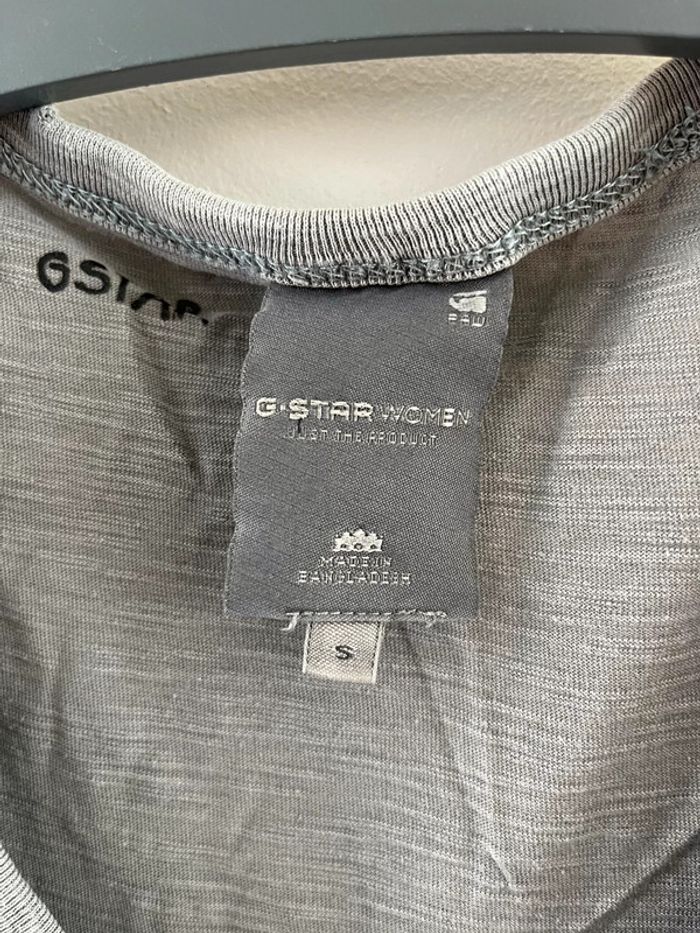 GSTAR.
RAW
G-STAR WOMEN
JUST THE PRODUCT
MADE IN
BANGLADESH
S